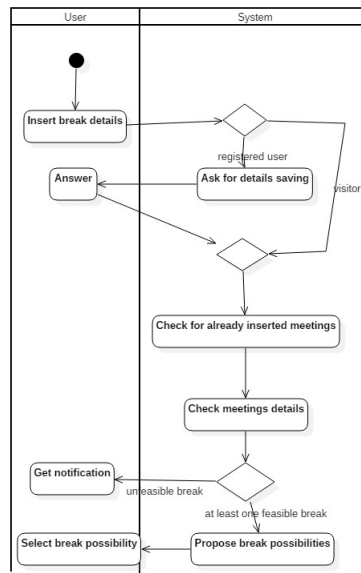 User
System
Insert break details
registered user
Answer
Ask for details saving
visitor
Check for already inserted meetings
Check meetings details
Get notification
unfeasible break
at least one feasible break
Select break possibility
Propose break possibilities